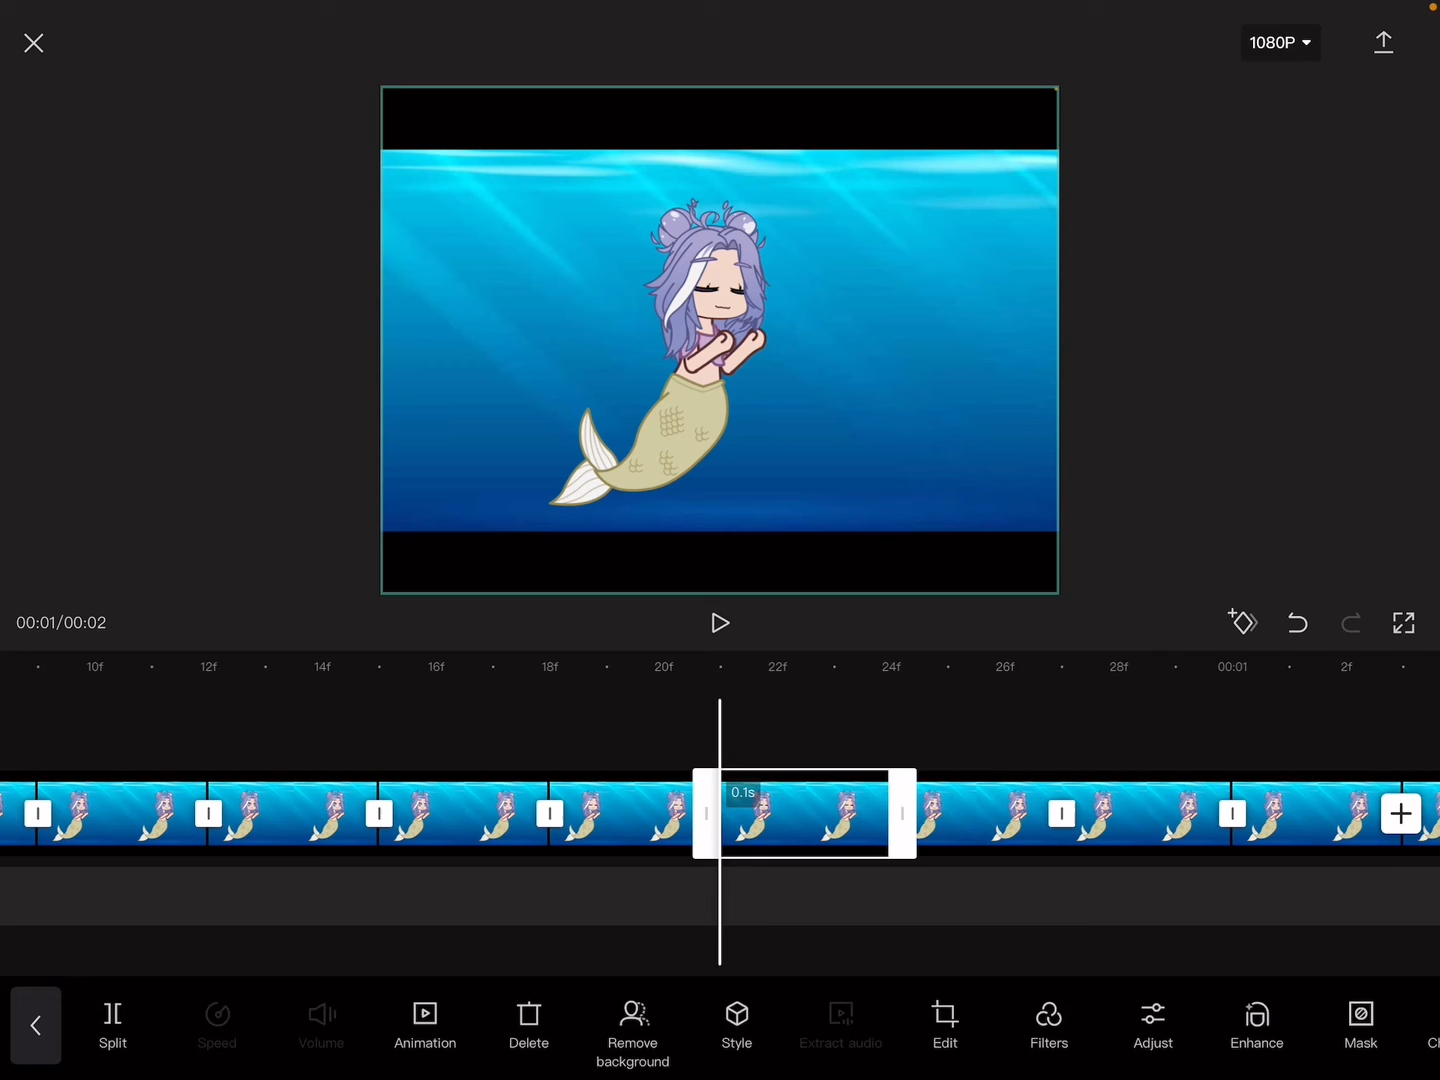 1080P
00:01/00:02
10f 12f 14f 16f 18f 20f 22f 24f 26f 28f 00:01 2f
0.1s
Split Speed Volume Animation Delete Remove background Style Extract audio Edit Filters Adjust Enhance Mask